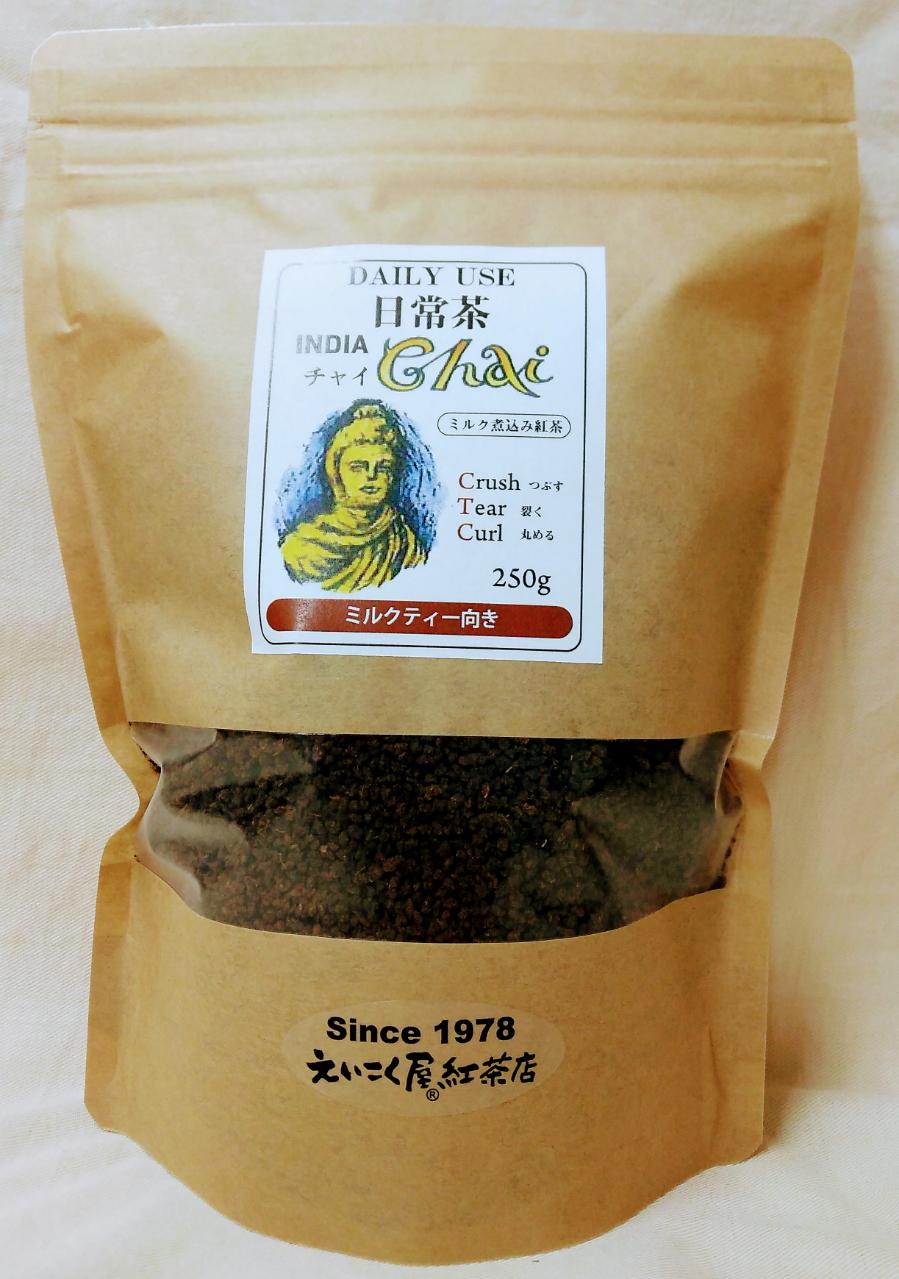 DAILY USE
日常茶
INDIA
チャイ
Chai
ミルク煮込み紅茶
Crush つぶす
Tear 裂く
Curl 丸める
250g
ミルクティー向き
Since 1978
えいこく屋紅茶店
®